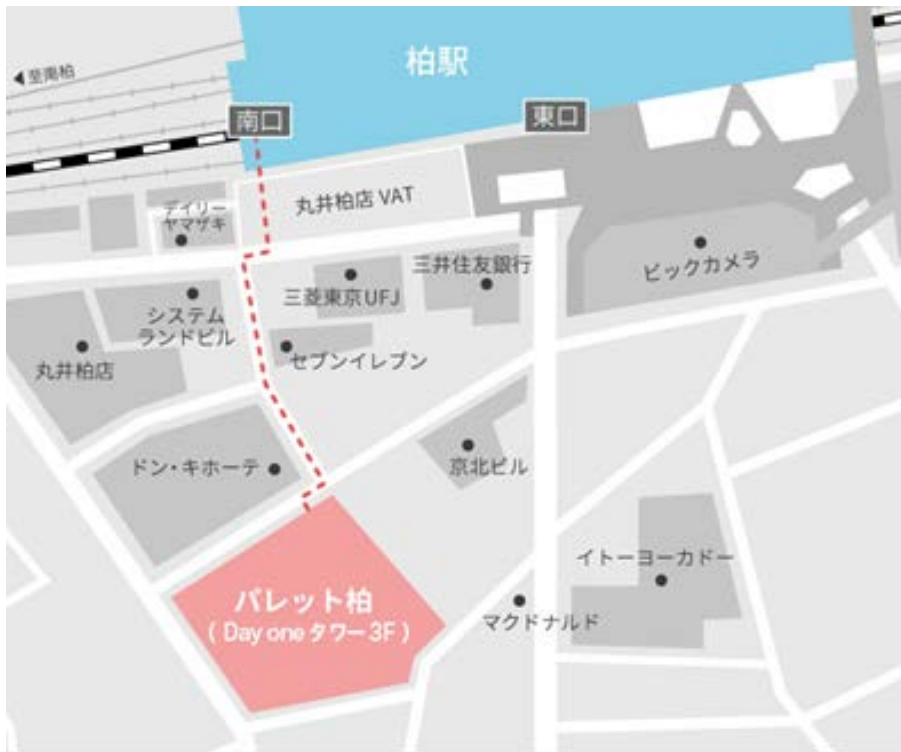 柏駅
◀至南柏
南口
東口
丸井柏店 VAT
デイリー
ヤマザキ
三井住友銀行
ビックカメラ
三菱東京UFJ
システム
ランドビル
セブンイレブン
丸井柏店
ドン・キホーテ
京北ビル
イトーヨーカドー
パレット柏
( Day one タワー 3F )
マクドナルド